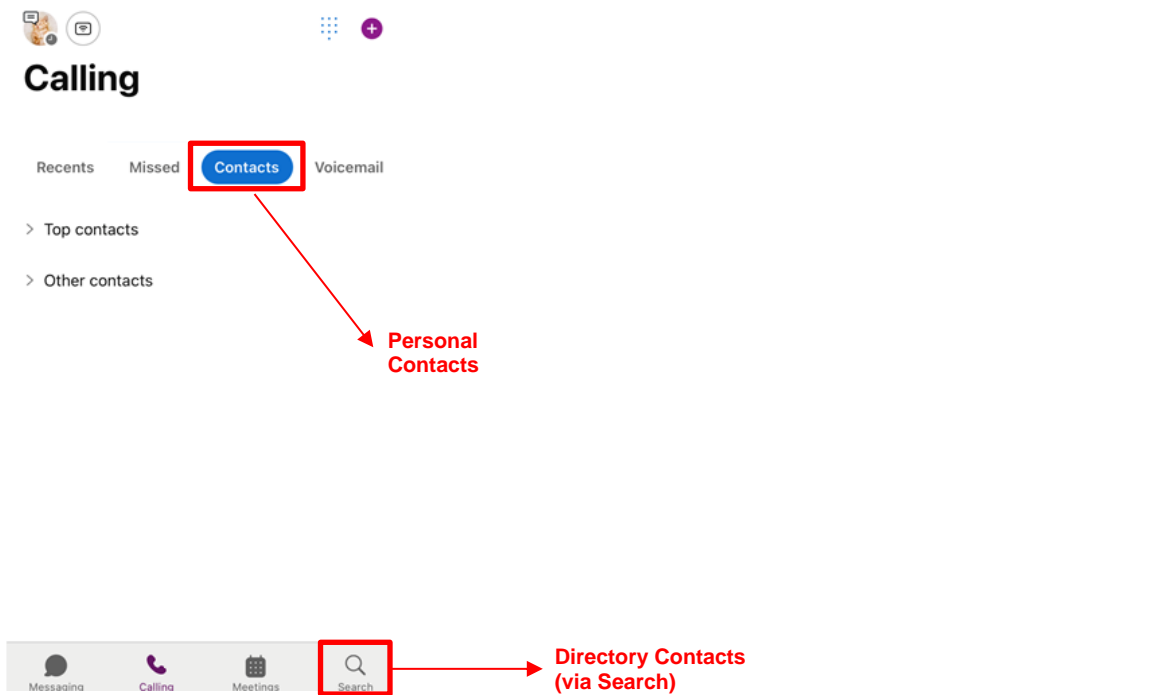 Calling
Recents Missed Contacts Voicemail
Top contacts
Other contacts
Personal
Contacts
Messaging Calling Meetings Search
Directory Contacts
(via Search)